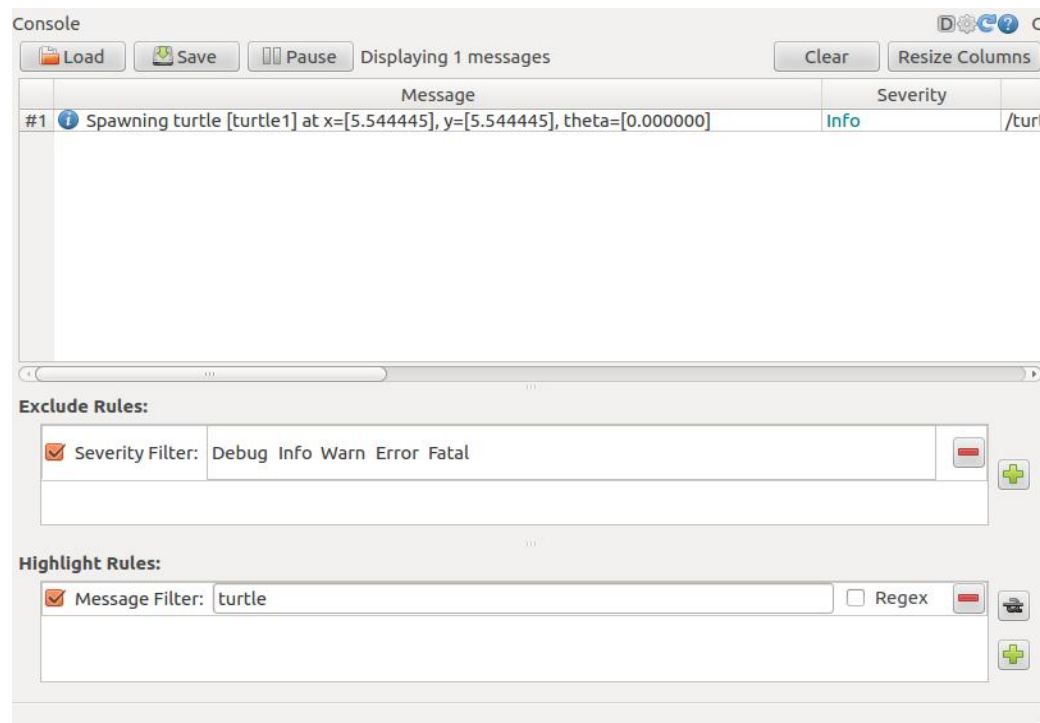 Console D ?
Load Save Pause Displaying 1 messages Clear Resize Columns
Message Severity
#1 Spawning turtle [turtle1] at x=[5.544445], y=[5.544445], theta=[0.000000] Info /turt
Exclude Rules:
Severity Filter: Debug Info Warn Error Fatal
Highlight Rules:
Message Filter: turtle Regex